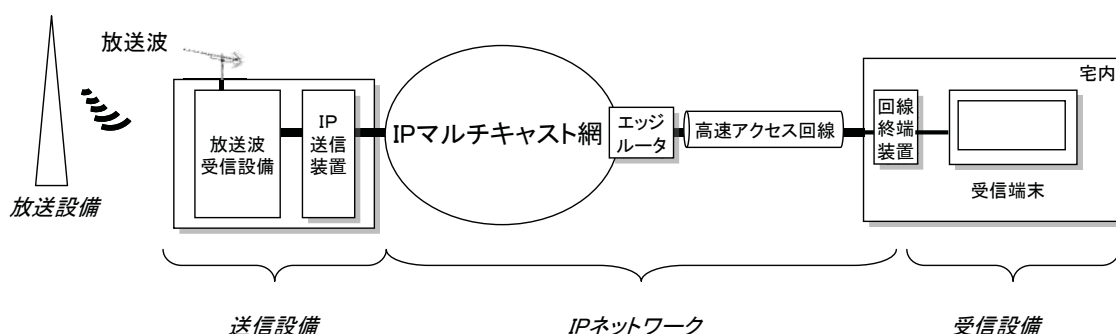 放送波
放送設備
放送波
受信設備
IP
送信
装置
IPマルチキャスト網
エッジ
ルータ
高速アクセス回線
宅内
回線
終端
装置
受信端末
送信設備
IPネットワーク
受信設備